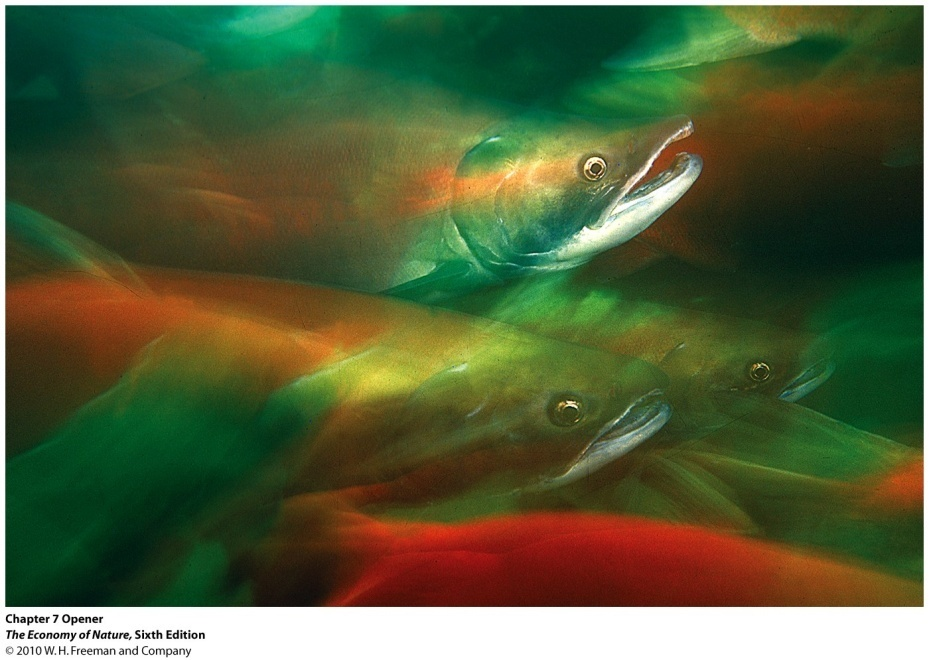 Chapter 7 Opener
The Economy of Nature, Sixth Edition
© 2010 W. H. Freeman and Company